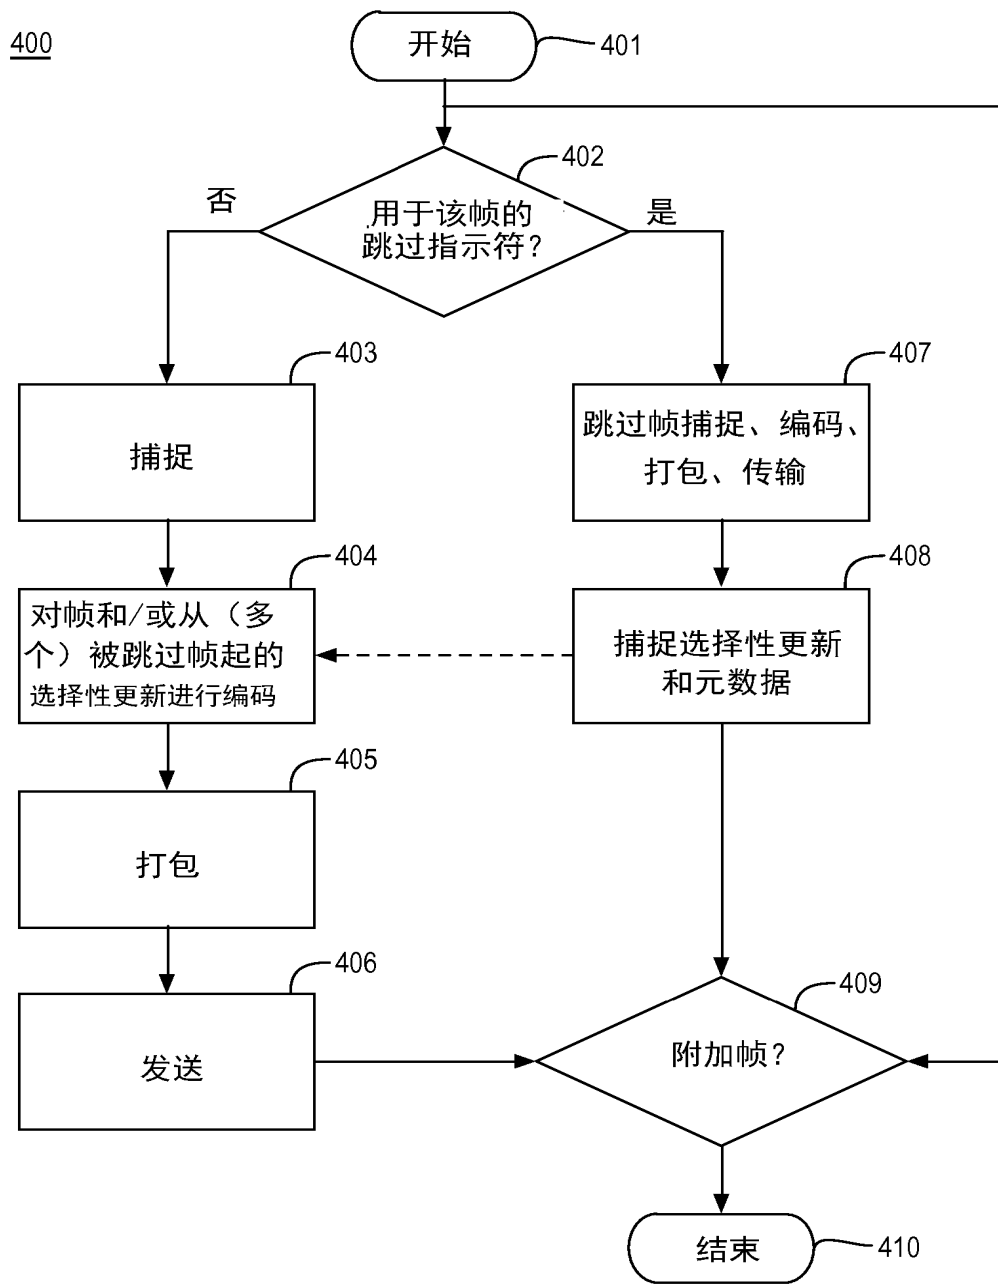 400
开始
401
402
用于该帧的
跳过指示符？
否
是
403
捕捉
407
跳过帧捕捉、编码、
打包、传输
404
对帧和/或从（多
个）被跳过帧起的
选择性更新进行编码
408
捕捉选择性更新
和元数据
405
打包
406
发送
409
附加帧？
结束
410